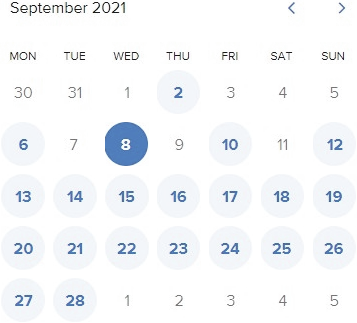 September 2021
MON TUE WED THU FRI SAT SUN
30 31 1 2 3 4 5
6 7 8 9 10 11 12
13 14 15 16 17 18 19
20 21 22 23 24 25 26
27 28 1 2 3 4 5